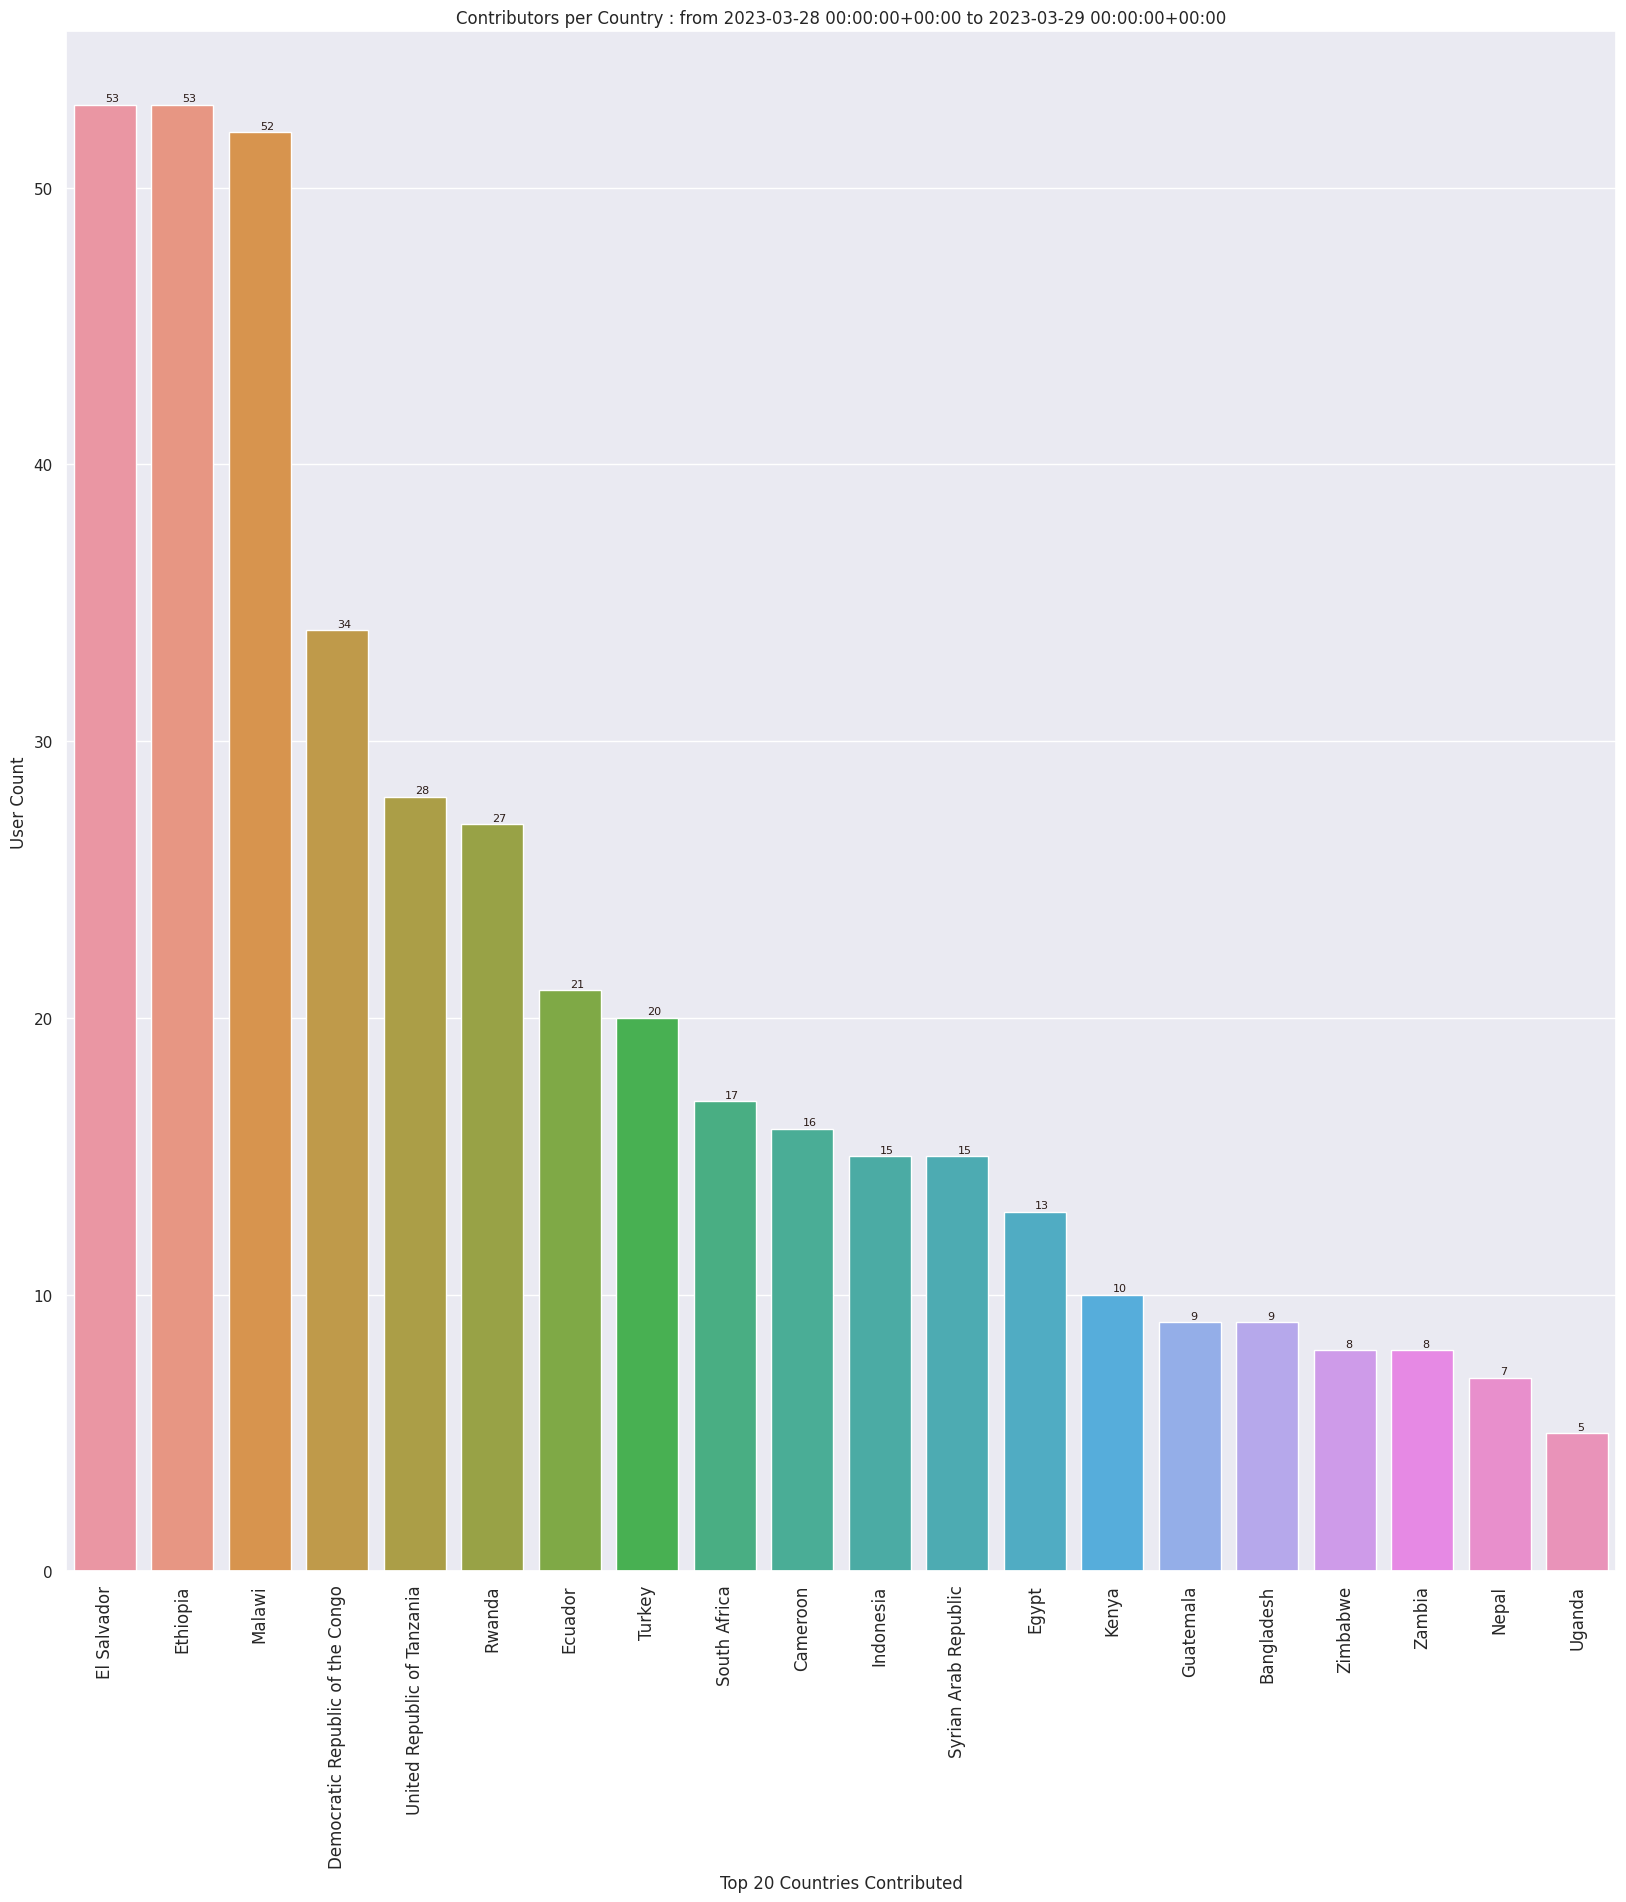 Contributors per Country : from 2023-03-28 00:00:00+00:00 to 2023-03-29 00:00:00+00:00
User Count
50
40
30
20
10
0
53
53
52
34
28
27
21
20
17
16
15
15
13
10
9
9
8
8
7
5
El Salvador
Ethiopia
Malawi
Democratic Republic of the Congo
United Republic of Tanzania
Rwanda
Ecuador
Turkey
South Africa
Cameroon
Indonesia
Syrian Arab Republic
Egypt
Kenya
Guatemala
Bangladesh
Zimbabwe
Zambia
Nepal
Uganda
Top 20 Countries Contributed